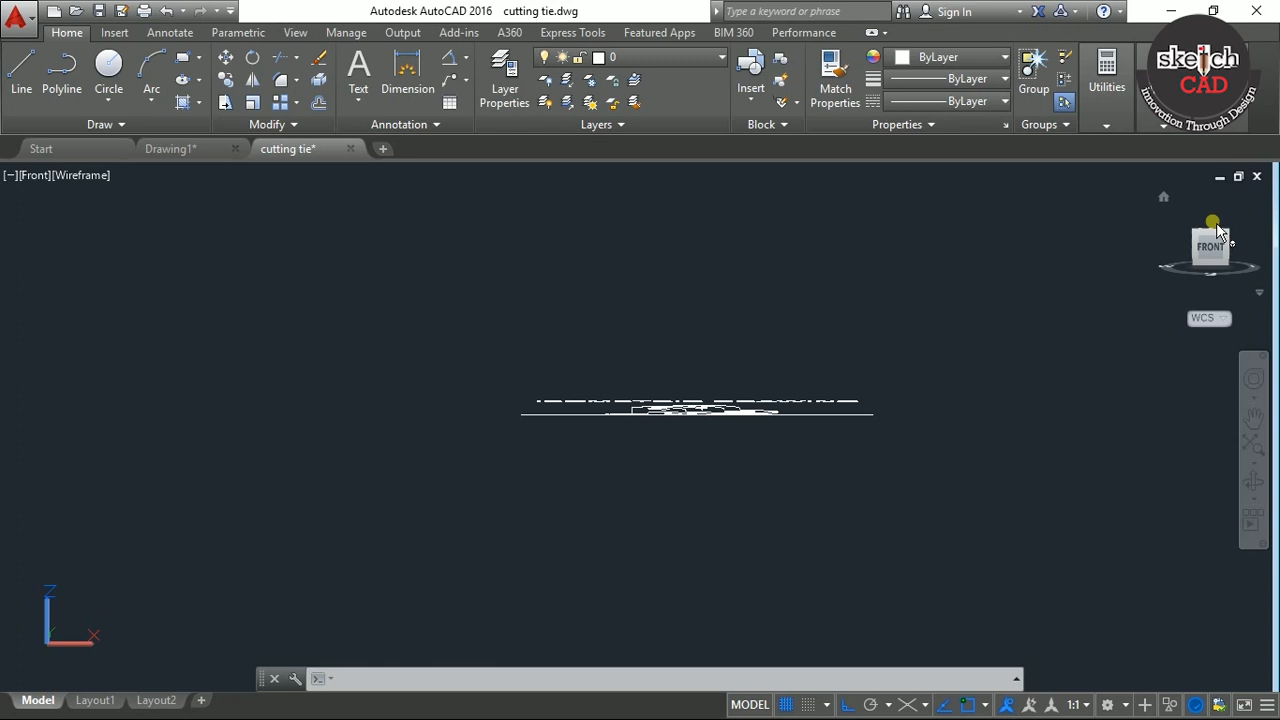 Autodesk AutoCAD 2016 cutting tie.dwg
Type a keyword or phrase
Sign In
Home Insert Annotate Parametric View Manage Output Add-ins A360 Express Tools Featured Apps BIM 360 Performance
sketch
CAD
Innovation Through Design
Line Polyline Circle Arc
Text Dimension
Layer Properties
0
Insert
Match Properties
ByLayer
ByLayer
ByLayer
Group
Utilities
Draw Modify Annotation Layers Block Properties Groups
Start Drawing1* cutting tie*
[−][Front][Wireframe]
FRONT
WCS
Z
Y X
Model Layout1 Layout2
MODEL 1:1